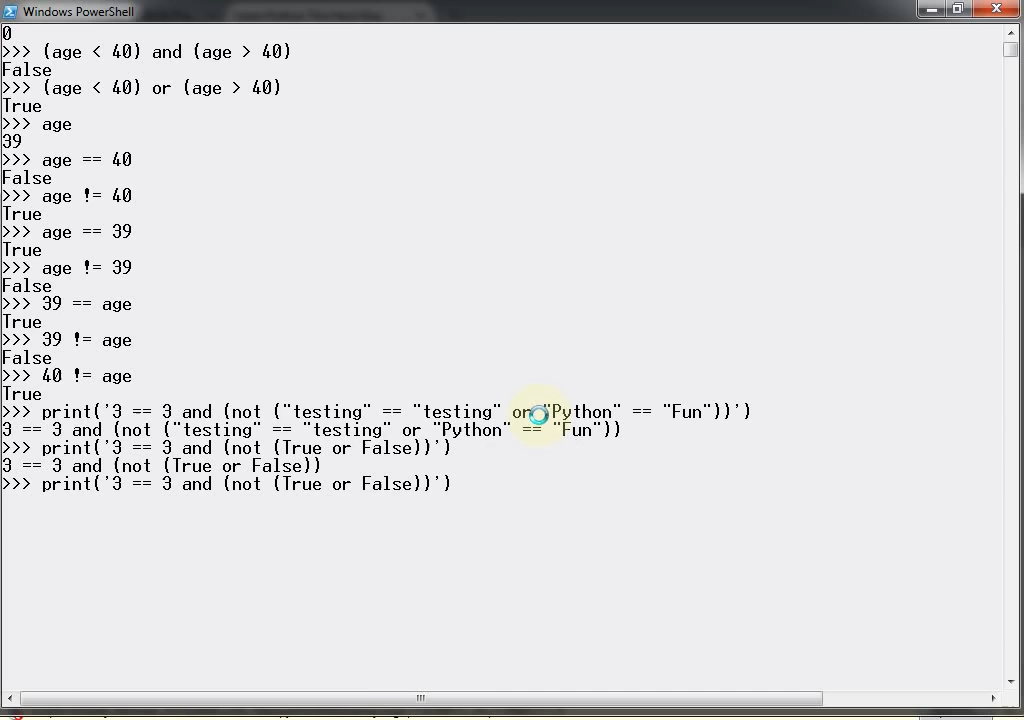 Windows PowerShell
0
>>> (age < 40) and (age > 40)
False
>>> (age < 40) or (age > 40)
True
>>> age
39
>>> age == 40
False
>>> age != 40
True
>>> age == 39
True
>>> age != 39
False
>>> 39 == age
True
>>> 39 != age
False
>>> 40 != age
True
>>> print('3 == 3 and (not ("testing" == "testing" or "Python" == "Fun"))')
3 == 3 and (not ("testing" == "testing" or "Python" == "Fun"))
>>> print('3 == 3 and (not (True or False))')
3 == 3 and (not (True or False))
>>> print('3 == 3 and (not (True or False))')